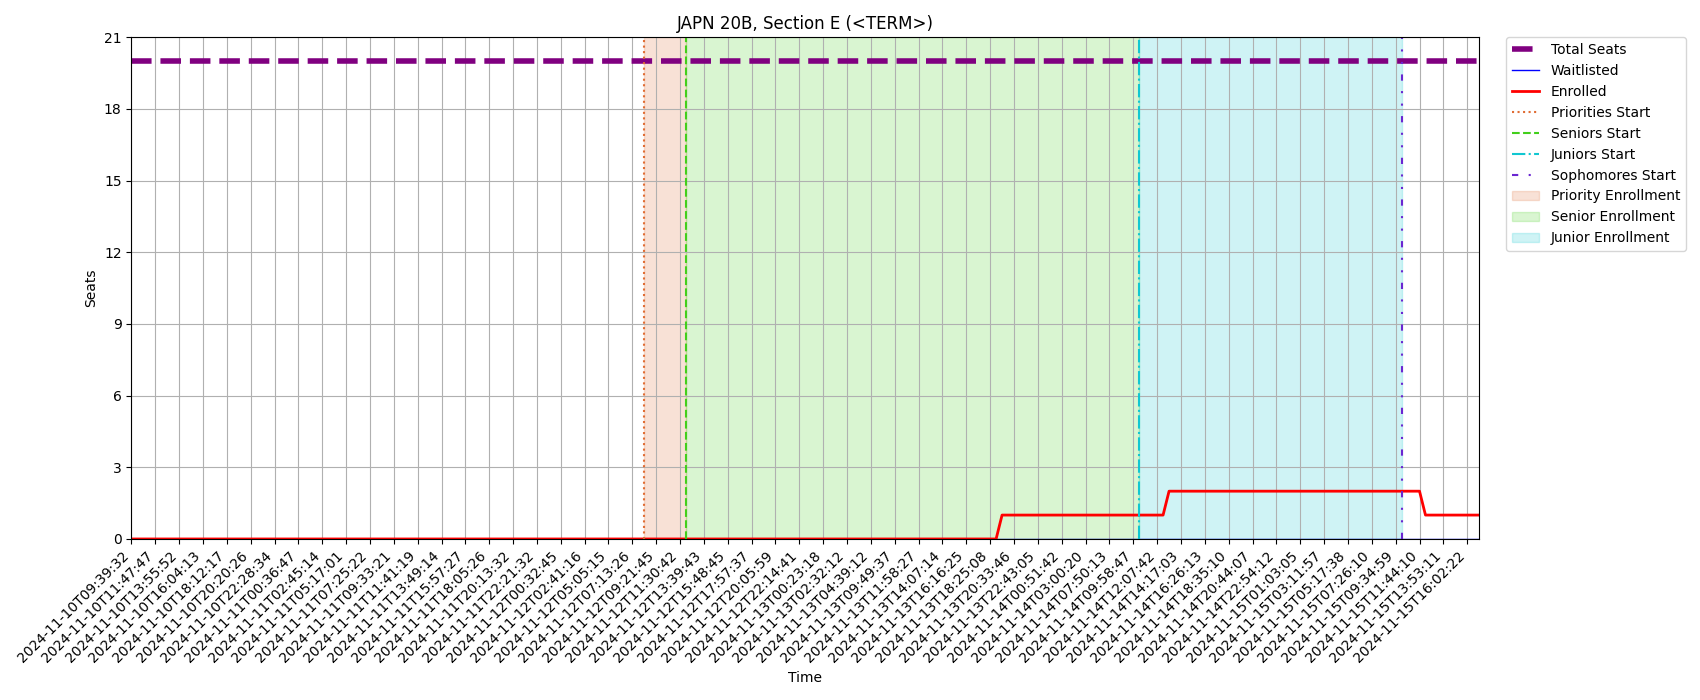 JAPN 20B, Section E (<TERM>)
21
18
15
12
9
6
3
0
Seats
2024-11-10T09:39:32
2024-11-10T11:47:47
2024-11-10T13:55:52
2024-11-10T16:04:13
2024-11-10T18:12:17
2024-11-10T20:20:26
2024-11-10T22:28:34
2024-11-11T00:36:47
2024-11-11T02:45:14
2024-11-11T05:17:01
2024-11-11T07:25:22
2024-11-11T09:33:21
2024-11-11T11:41:19
2024-11-11T13:49:14
2024-11-11T15:57:27
2024-11-11T18:05:26
2024-11-11T20:13:32
2024-11-11T22:21:32
2024-11-12T00:32:45
2024-11-12T02:41:16
2024-11-12T05:05:15
2024-11-12T07:13:26
2024-11-12T09:21:45
2024-11-12T11:30:42
2024-11-12T13:39:43
2024-11-12T15:48:45
2024-11-12T17:57:37
2024-11-12T20:05:59
2024-11-12T22:14:41
2024-11-13T00:23:18
2024-11-13T02:32:12
2024-11-13T04:39:12
2024-11-13T09:49:37
2024-11-13T11:58:27
2024-11-13T14:07:14
2024-11-13T16:16:25
2024-11-13T18:25:08
2024-11-13T20:33:46
2024-11-13T22:43:05
2024-11-14T00:51:42
2024-11-14T03:00:20
2024-11-14T07:50:13
2024-11-14T09:58:47
2024-11-14T12:07:42
2024-11-14T14:17:03
2024-11-14T16:26:13
2024-11-14T18:35:10
2024-11-14T20:44:07
2024-11-14T22:54:12
2024-11-15T01:03:05
2024-11-15T03:11:57
2024-11-15T05:17:38
2024-11-15T07:26:10
2024-11-15T09:34:59
2024-11-15T11:44:10
2024-11-15T13:53:11
2024-11-15T16:02:22
Time
Total Seats
Waitlisted
Enrolled
Priorities Start
Seniors Start
Juniors Start
Sophomores Start
Priority Enrollment
Senior Enrollment
Junior Enrollment